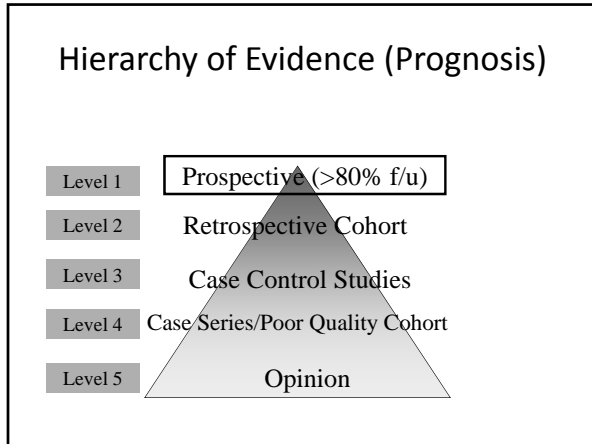 Hierarchy of Evidence (Prognosis)
Level 1 Prospective (>80% f/u)
Level 2 Retrospective Cohort
Level 3 Case Control Studies
Level 4 Case Series/Poor Quality Cohort
Level 5 Opinion